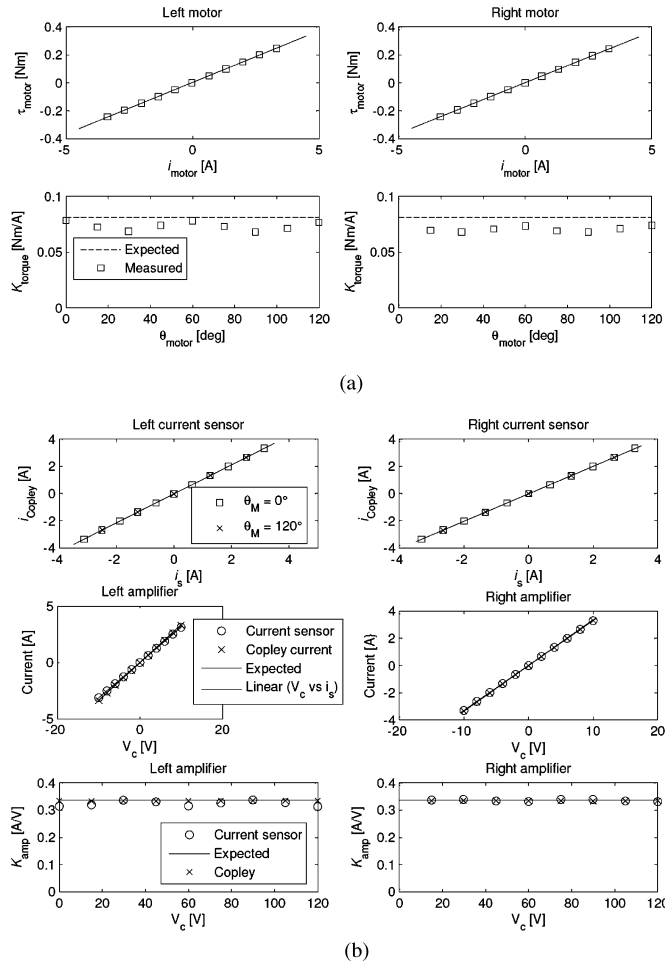 Left motor
0.4
0.2
0
-0.2
-0.4
-5 0 5
τmotor [Nm]
imotor [A]
Right motor
0.4
0.2
0
-0.2
-0.4
-5 0 5
τmotor [Nm]
imotor [A]
0.1
0.05
0
Ktorque [Nm/A]
Expected
Measured
0 20 40 60 80 100 120
θmotor [deg]
0.1
0.05
0
Ktorque [Nm/A]
0 20 40 60 80 100 120
θmotor [deg]
(a)
Left current sensor
4
2
0
-2
-4
iCopley [A]
θM = 0°
θM = 120°
-4 -2 0 2 4
is [A]
Right current sensor
4
2
0
-2
-4
iCopley [A]
-4 -2 0 2 4
is [A]
Left amplifier
5
0
-5
Current [A]
Current sensor
Copley current
Expected
Linear (Vc vs is)
-20 0 20
Vc [V]
Right amplifier
4
2
0
-2
-4
Current [A}
-20 -10 0 10 20
Vc [V]
Left amplifier
0.4
0.3
0.2
0.1
0
Kamp [A/V]
Current sensor
Expected
Copley
0 20 40 60 80 100 120
Vc [V]
Right amplifier
0.4
0.3
0.2
0.1
0
Kamp [A/V]
0 20 40 60 80 100 120
Vc [V]
(b)